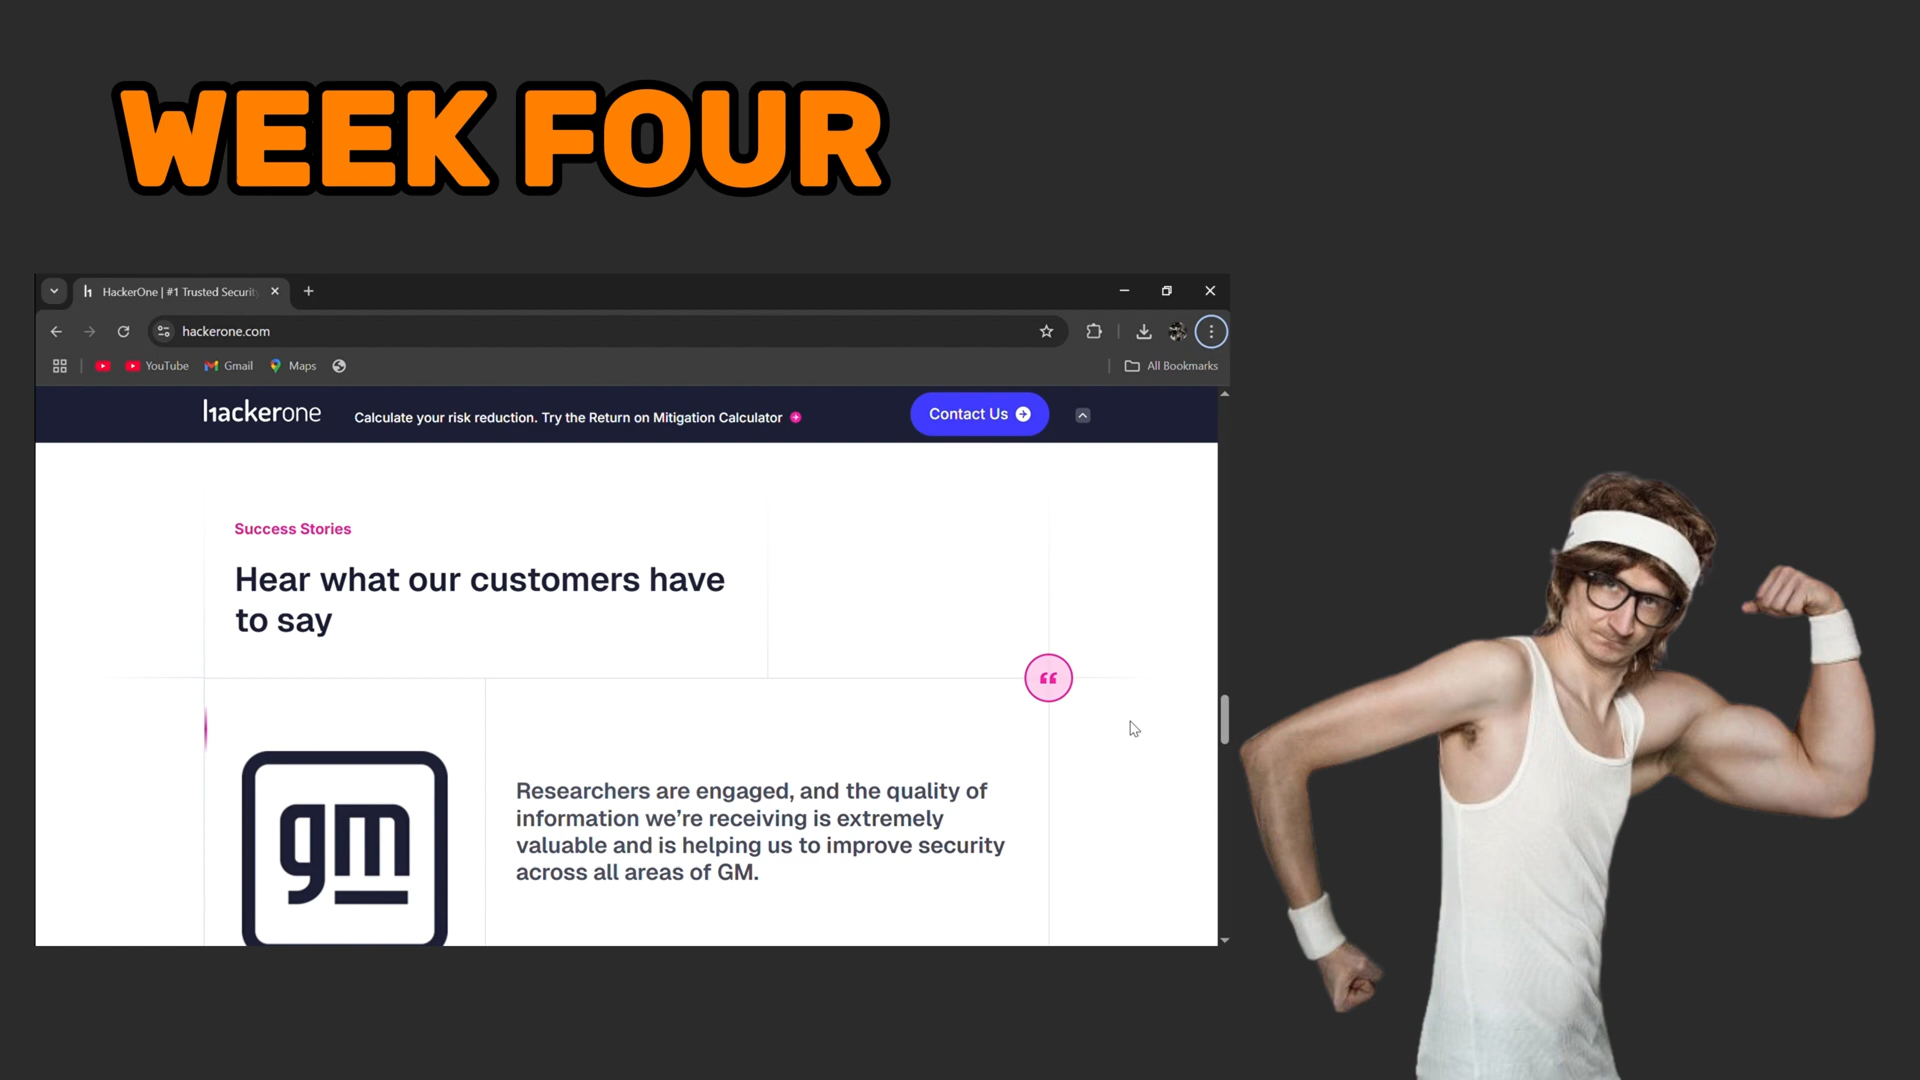 WEEK FOUR
HackerOne | #1 Trusted Securit
hackerone.com
YouTube
Gmail
Maps
All Bookmarks
hackerone
Calculate your risk reduction. Try the Return on Mitigation Calculator
Contact Us
Success Stories
Hear what our customers have
to say
“
gm
Researchers are engaged, and the quality of
information we’re receiving is extremely
valuable and is helping us to improve security
across all areas of GM.